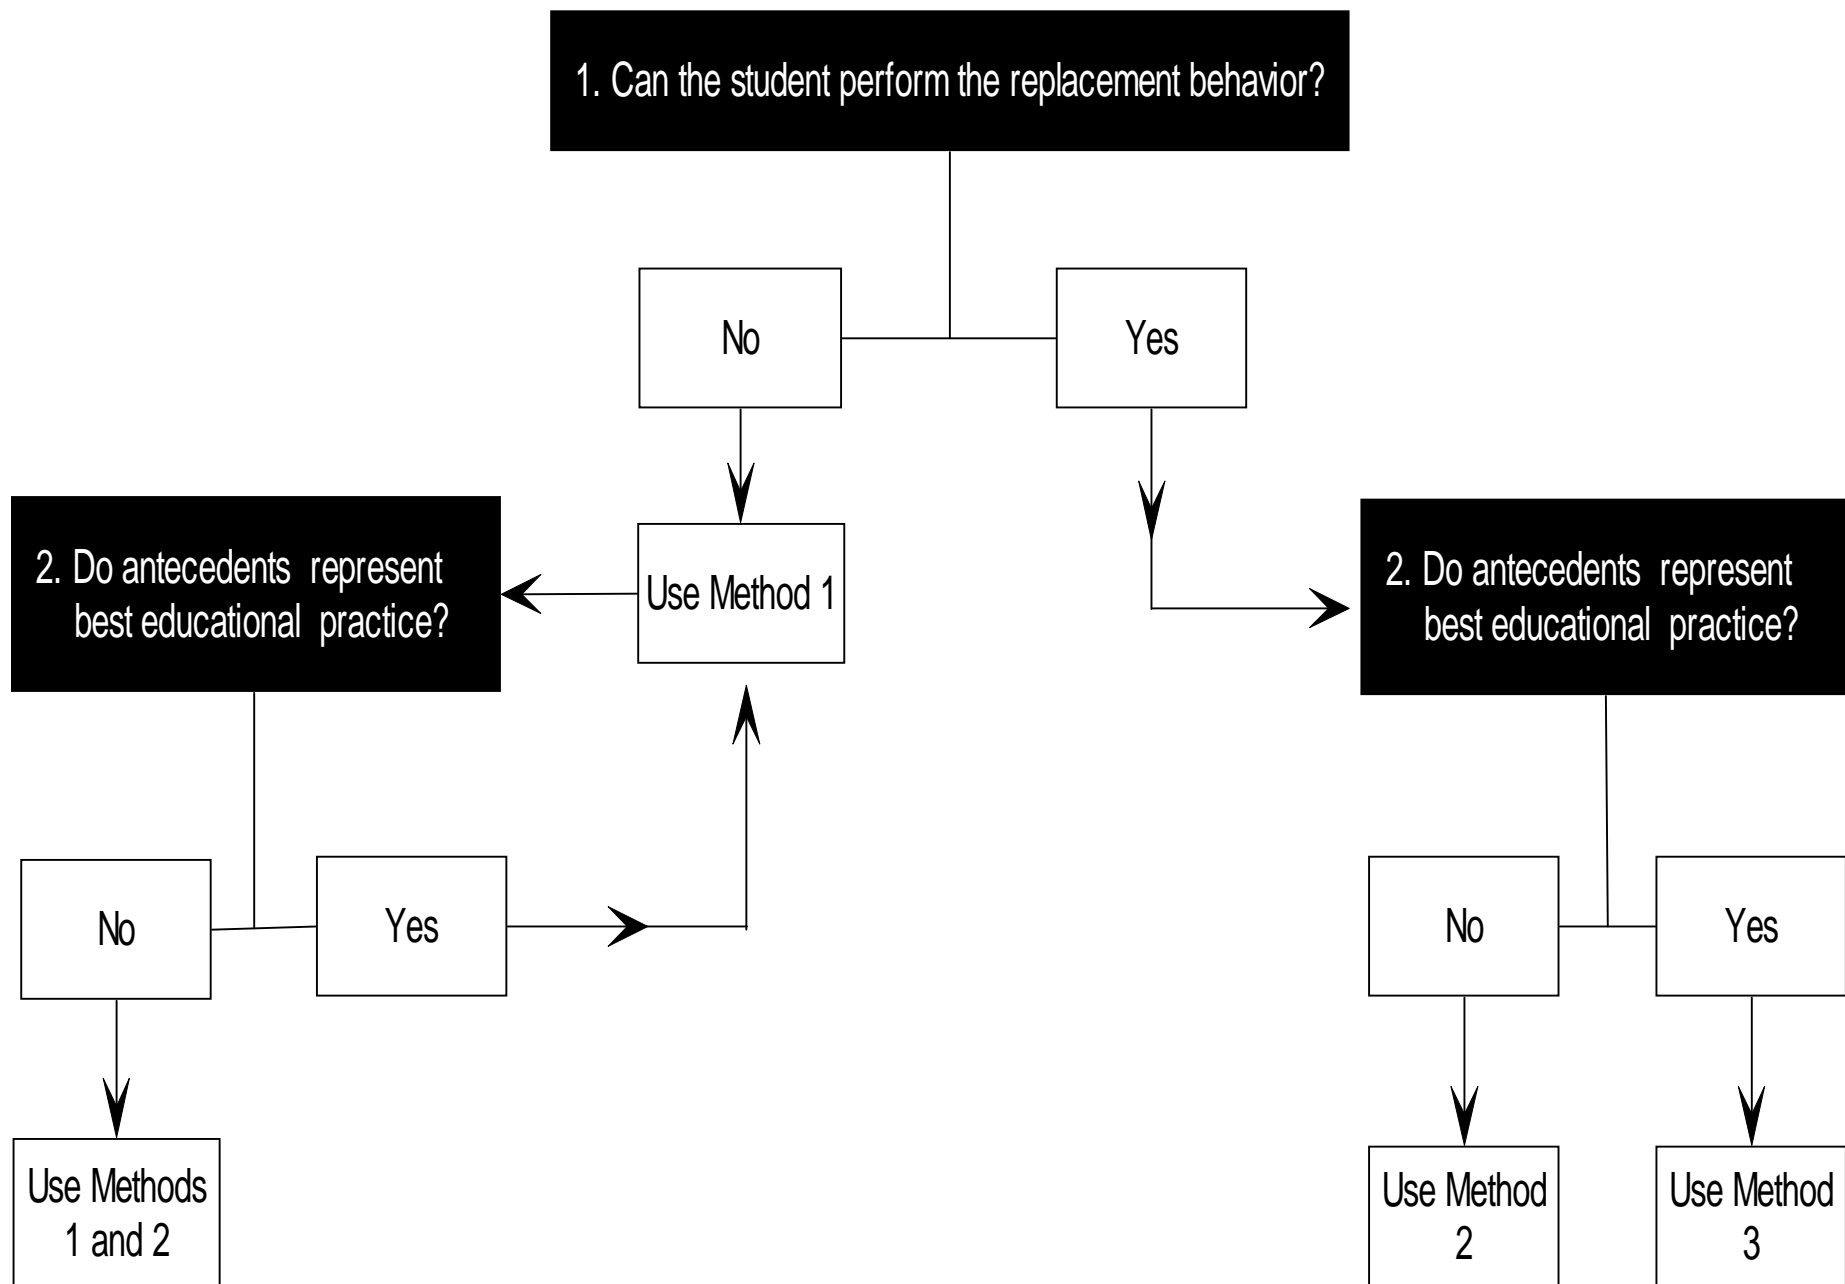 1. Can the student perform the replacement behavior?
No
Yes
Use Method 1
2. Do antecedents represent
best educational practice?
2. Do antecedents represent
best educational practice?
No
Yes
No
Yes
Use Methods
1 and 2
Use Method
2
Use Method
3